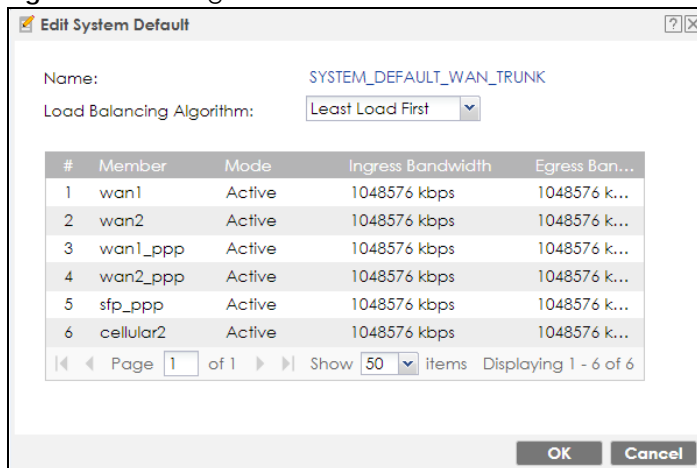 Edit System Default
Name: SYSTEM_DEFAULT_WAN_TRUNK
Load Balancing Algorithm: Least Load First
# Member Mode Ingress Bandwidth Egress Ban...
1 wan1 Active 1048576 kbps 1048576 k...
2 wan2 Active 1048576 kbps 1048576 k...
3 wan1_ppp Active 1048576 kbps 1048576 k...
4 wan2_ppp Active 1048576 kbps 1048576 k...
5 sfp_ppp Active 1048576 kbps 1048576 k...
6 cellular2 Active 1048576 kbps 1048576 k...
Page 1 of 1 Show 50 items Displaying 1 - 6 of 6
OK Cancel